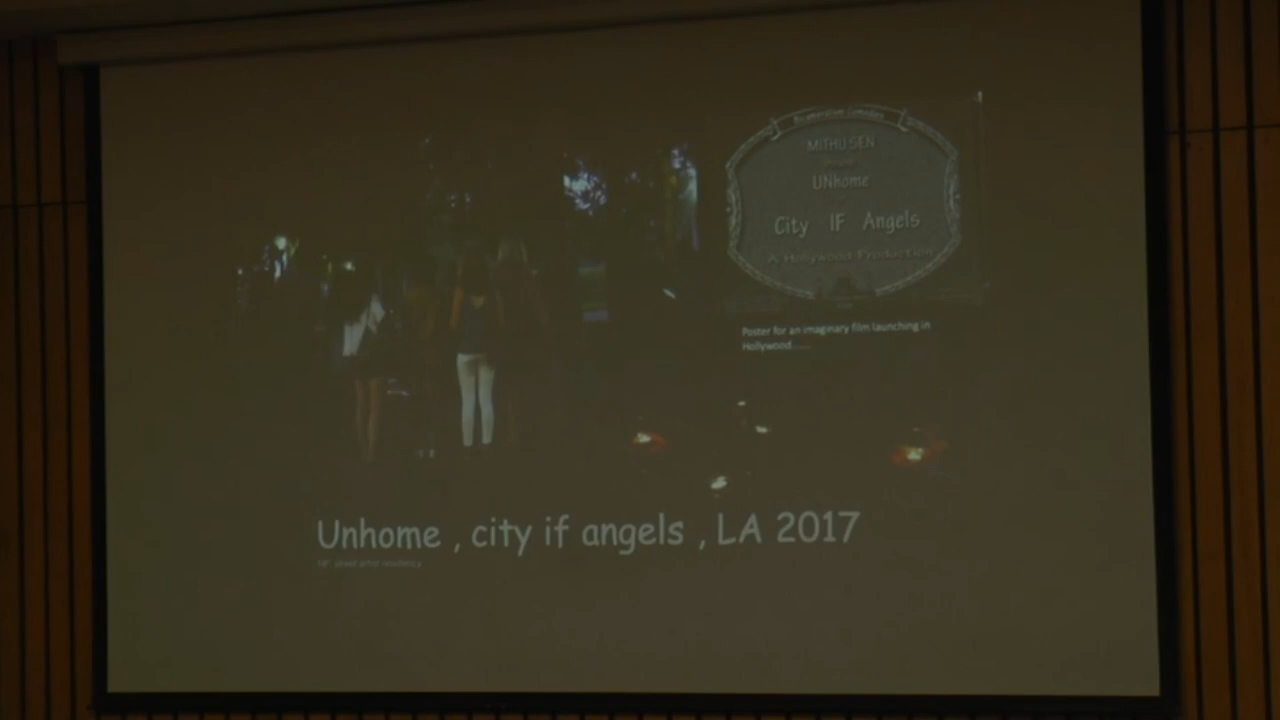 MITHU SEN
UNhome
City IF Angels
A Hollywood Production
Poster for an imaginary film launching in
Hollywood......
Unhome , city if angels , LA 2017